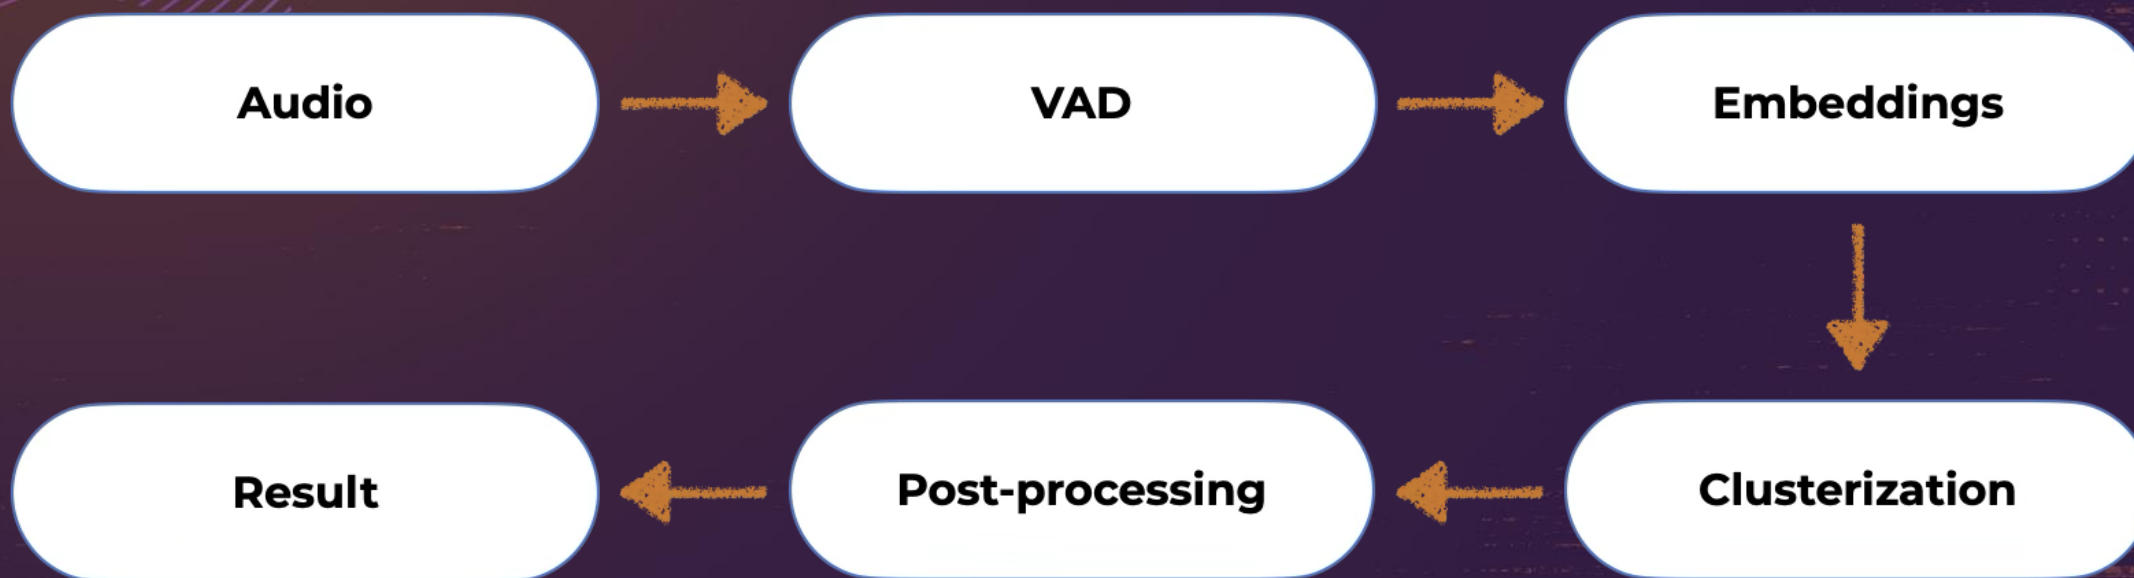 Audio
VAD
Embeddings
Clusterization
Post-processing
Result